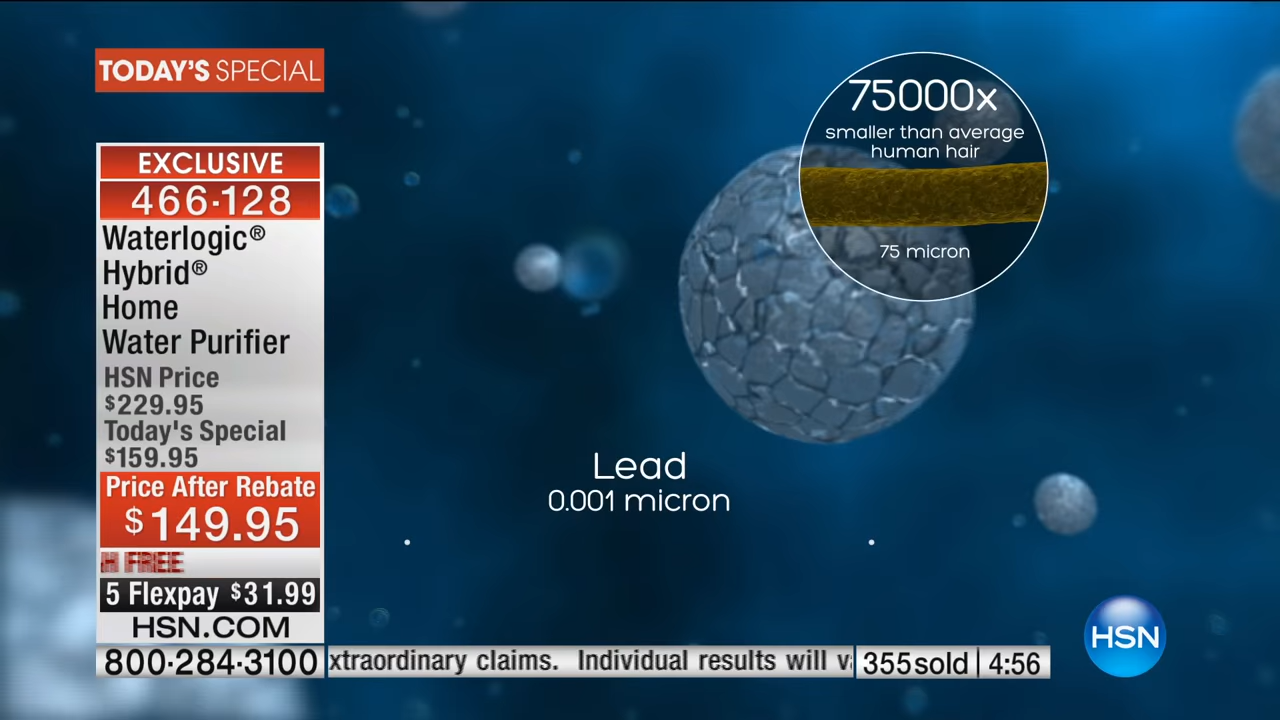 TODAY'S SPECIAL
EXCLUSIVE
466·128
Waterlogic®
Hybrid®
Home
Water Purifier
HSN Price
$229.95
Today's Special
$159.95
Price After Rebate
$149.95
FREE
5 Flexpay $31.99
HSN.COM
800·284·3100
xtraordinary claims. Individual results will
355 sold | 4:56
75000x
smaller than average
human hair
75 micron
Lead
0.001 micron
HSN